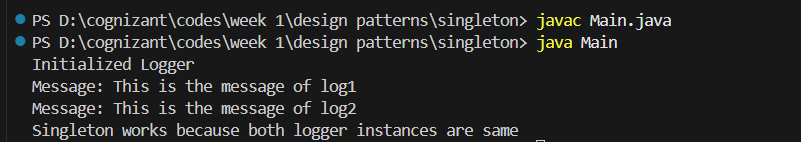 PS D:\cognizant\codes\week 1\design patterns\singleton> javac Main.java
PS D:\cognizant\codes\week 1\design patterns\singleton> java Main
Initialized Logger
Message: This is the message of log1
Message: This is the message of log2
Singleton works because both logger instances are same